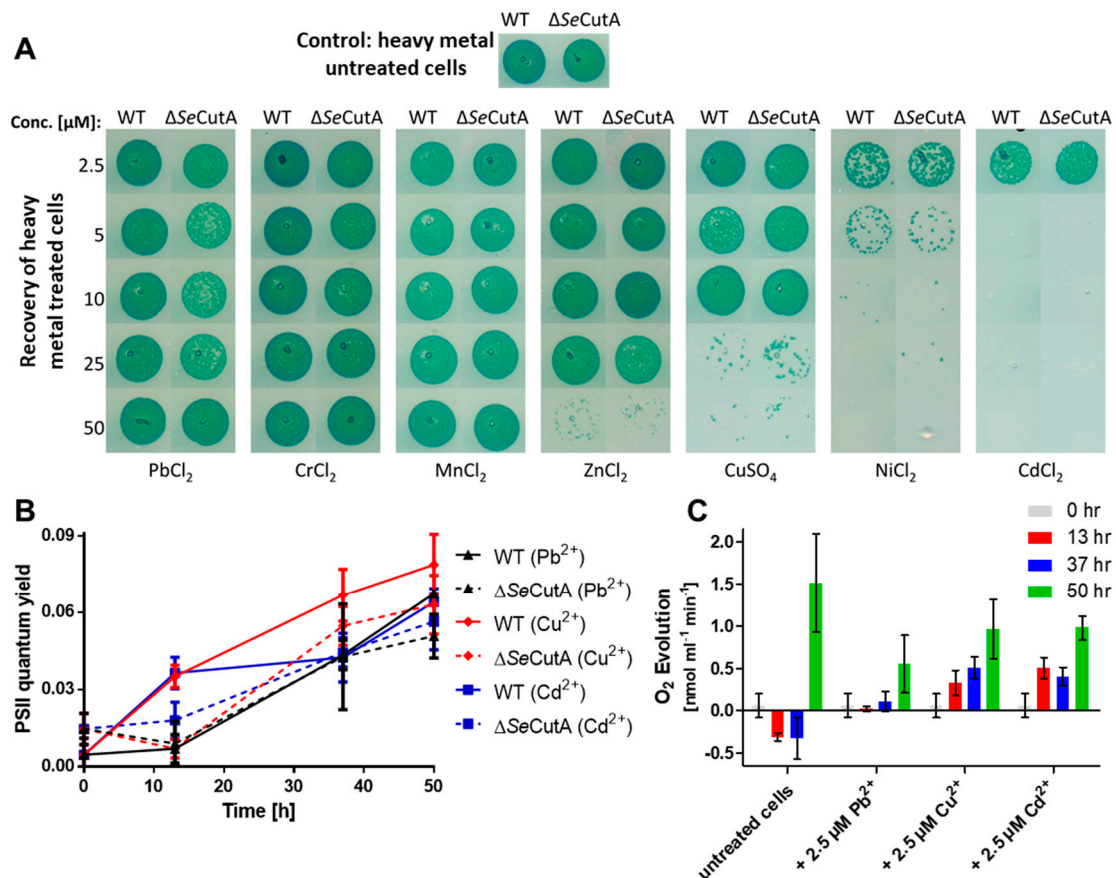 A
WT ΔSeCutA
Control: heavy metal
untreated cells
Conc. [µM]:
WT ΔSeCutA WT ΔSeCutA WT ΔSeCutA WT ΔSeCutA WT ΔSeCutA WT ΔSeCutA WT ΔSeCutA
Recovery of heavy
metal treated cells
2.5
5
10
25
50
PbCl₂ CrCl₂ MnCl₂ ZnCl₂ CuSO₄ NiCl₂ CdCl₂
B
PSII quantum yield
0.09
0.06
0.03
0.00
0 10 20 30 40 50
Time [h]
WT (Pb²⁺)
ΔSeCutA (Pb²⁺)
WT (Cu²⁺)
ΔSeCutA (Cu²⁺)
WT (Cd²⁺)
ΔSeCutA (Cd²⁺)
C
0 hr
13 hr
37 hr
50 hr
O₂ Evolution
[nmol ml⁻¹ min⁻¹]
2.0
1.5
1.0
0.5
0.0
-0.5
untreated cells
+ 2.5 µM Pb²⁺
+ 2.5 µM Cu²⁺
+ 2.5 µM Cd²⁺